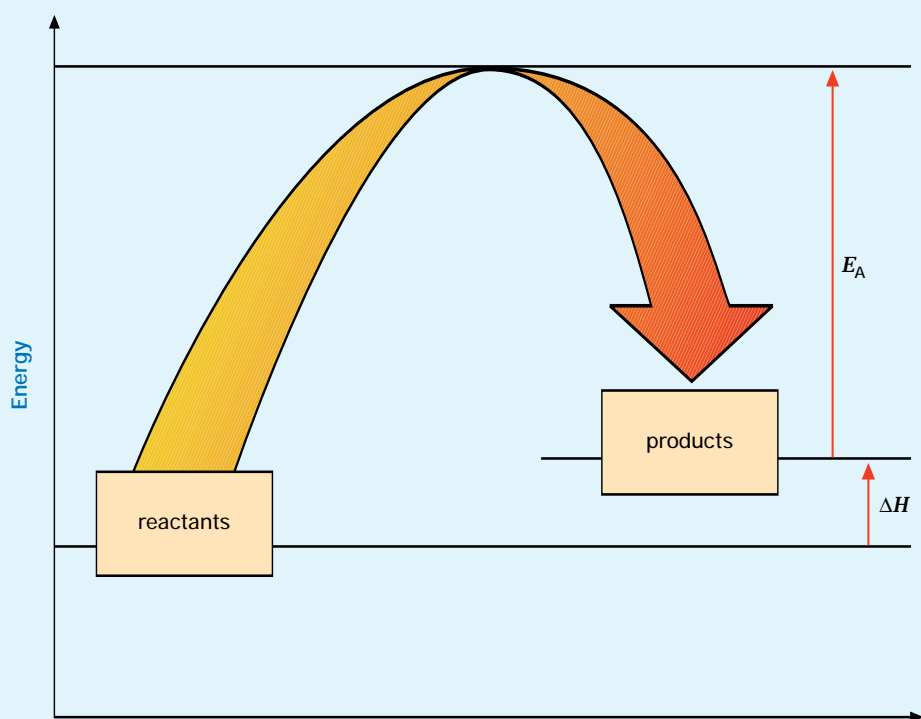 Energy
reactants
products
E_A
ΔH